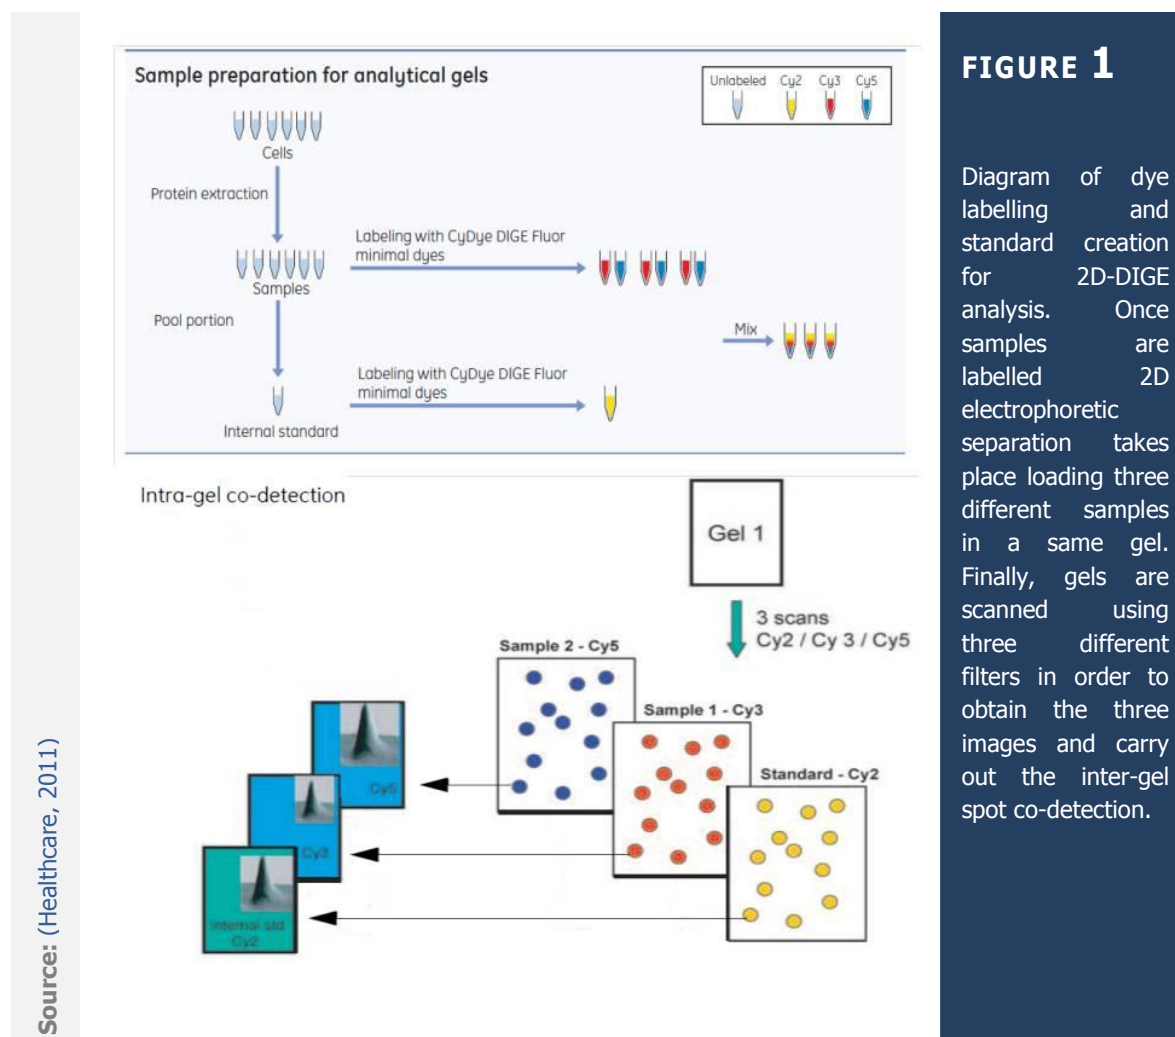 Sample preparation for analytical gels
Unlabeled Cy2 Cy3 Cy5
Cells
Protein extraction
Labeling with CyDye DIGE Fluor
minimal dyes
Samples
Pool portion
Mix
Labeling with CyDye DIGE Fluor
minimal dyes
Internal standard
Intra-gel co-detection
Gel 1
3 scans
Cy2 / Cy 3 / Cy5
Sample 2 - Cy5
Sample 1 - Cy3
Standard - Cy2
Cy5
Cy3
Internal std
Cy2
Source: (Healthcare, 2011)
FIGURE 1
Diagram of dye
labelling and
standard creation
for 2D-DIGE
analysis. Once
samples are
labelled 2D
electrophoretic
separation takes
place loading three
different samples
in a same gel.
Finally, gels are
scanned using
three different
filters in order to
obtain the three
images and carry
out the inter-gel
spot co-detection.